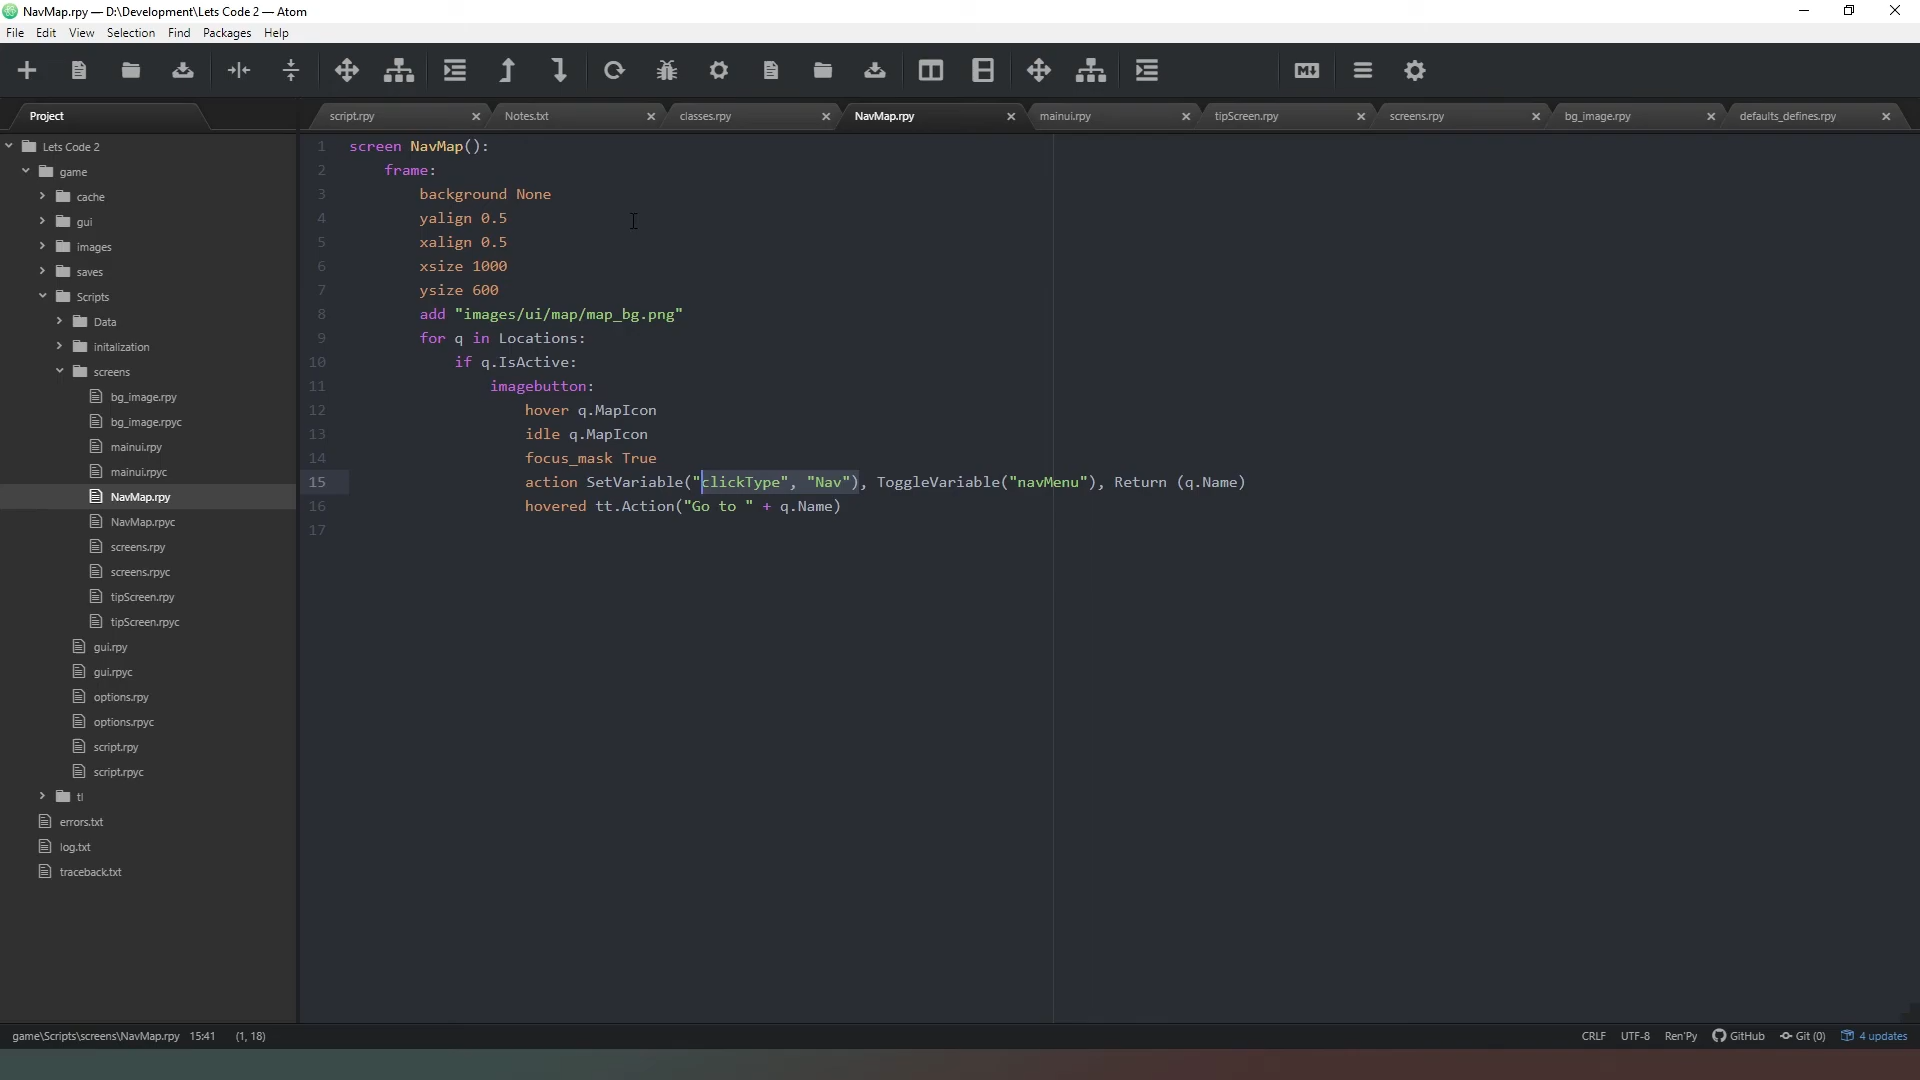 NavMap.rpy — D:\Development\Lets Code 2 — Atom
File Edit View Selection Find Packages Help
Project
script.rpy Notes.txt classes.rpy NavMap.rpy mainui.rpy tipScreen.rpy screens.rpy bg_image.rpy defaults_defines.rpy
Lets Code 2
game
cache
gui
images
saves
Scripts
Data
initalization
screens
bg_image.rpy
bg_image.rpyc
mainui.rpy
mainui.rpyc
NavMap.rpy
NavMap.rpyc
screens.rpy
screens.rpyc
tipScreen.rpy
tipScreen.rpyc
gui.rpy
gui.rpyc
options.rpy
options.rpyc
script.rpy
script.rpyc
tl
errors.txt
log.txt
traceback.txt
1 screen NavMap():
2 frame:
3 background None
4 yalign 0.5
5 xalign 0.5
6 xsize 1000
7 ysize 600
8 add "images/ui/map/map_bg.png"
9 for q in Locations:
10 if q.IsActive:
11 imagebutton:
12 hover q.MapIcon
13 idle q.MapIcon
14 focus_mask True
15 action SetVariable("clickType", "Nav"), ToggleVariable("navMenu"), Return (q.Name)
16 hovered tt.Action("Go to " + q.Name)
17
game\Scripts\screens\NavMap.rpy 15:41 (1, 18) CRLF UTF-8 Ren'Py GitHub Git (0) 4 updates